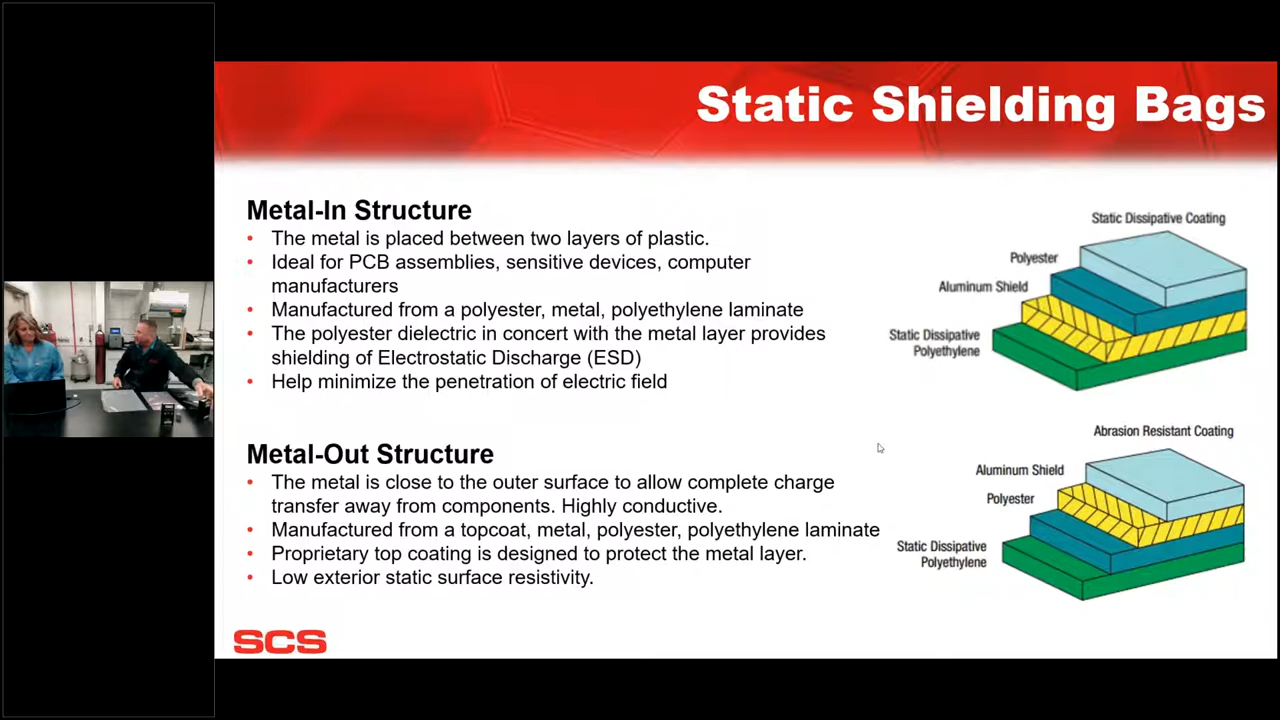 Static Shielding Bags
Metal-In Structure
• The metal is placed between two layers of plastic.
• Ideal for PCB assemblies, sensitive devices, computer
manufacturers
• Manufactured from a polyester, metal, polyethylene laminate
• The polyester dielectric in concert with the metal layer provides
shielding of Electrostatic Discharge (ESD)
• Help minimize the penetration of electric field
Static Dissipative Coating
Polyester
Aluminum Shield
Static Dissipative
Polyethylene
Metal-Out Structure
• The metal is close to the outer surface to allow complete charge
transfer away from components. Highly conductive.
• Manufactured from a topcoat, metal, polyester, polyethylene laminate
• Proprietary top coating is designed to protect the metal layer.
• Low exterior static surface resistivity.
Abrasion Resistant Coating
Aluminum Shield
Polyester
Static Dissipative
Polyethylene
SCS